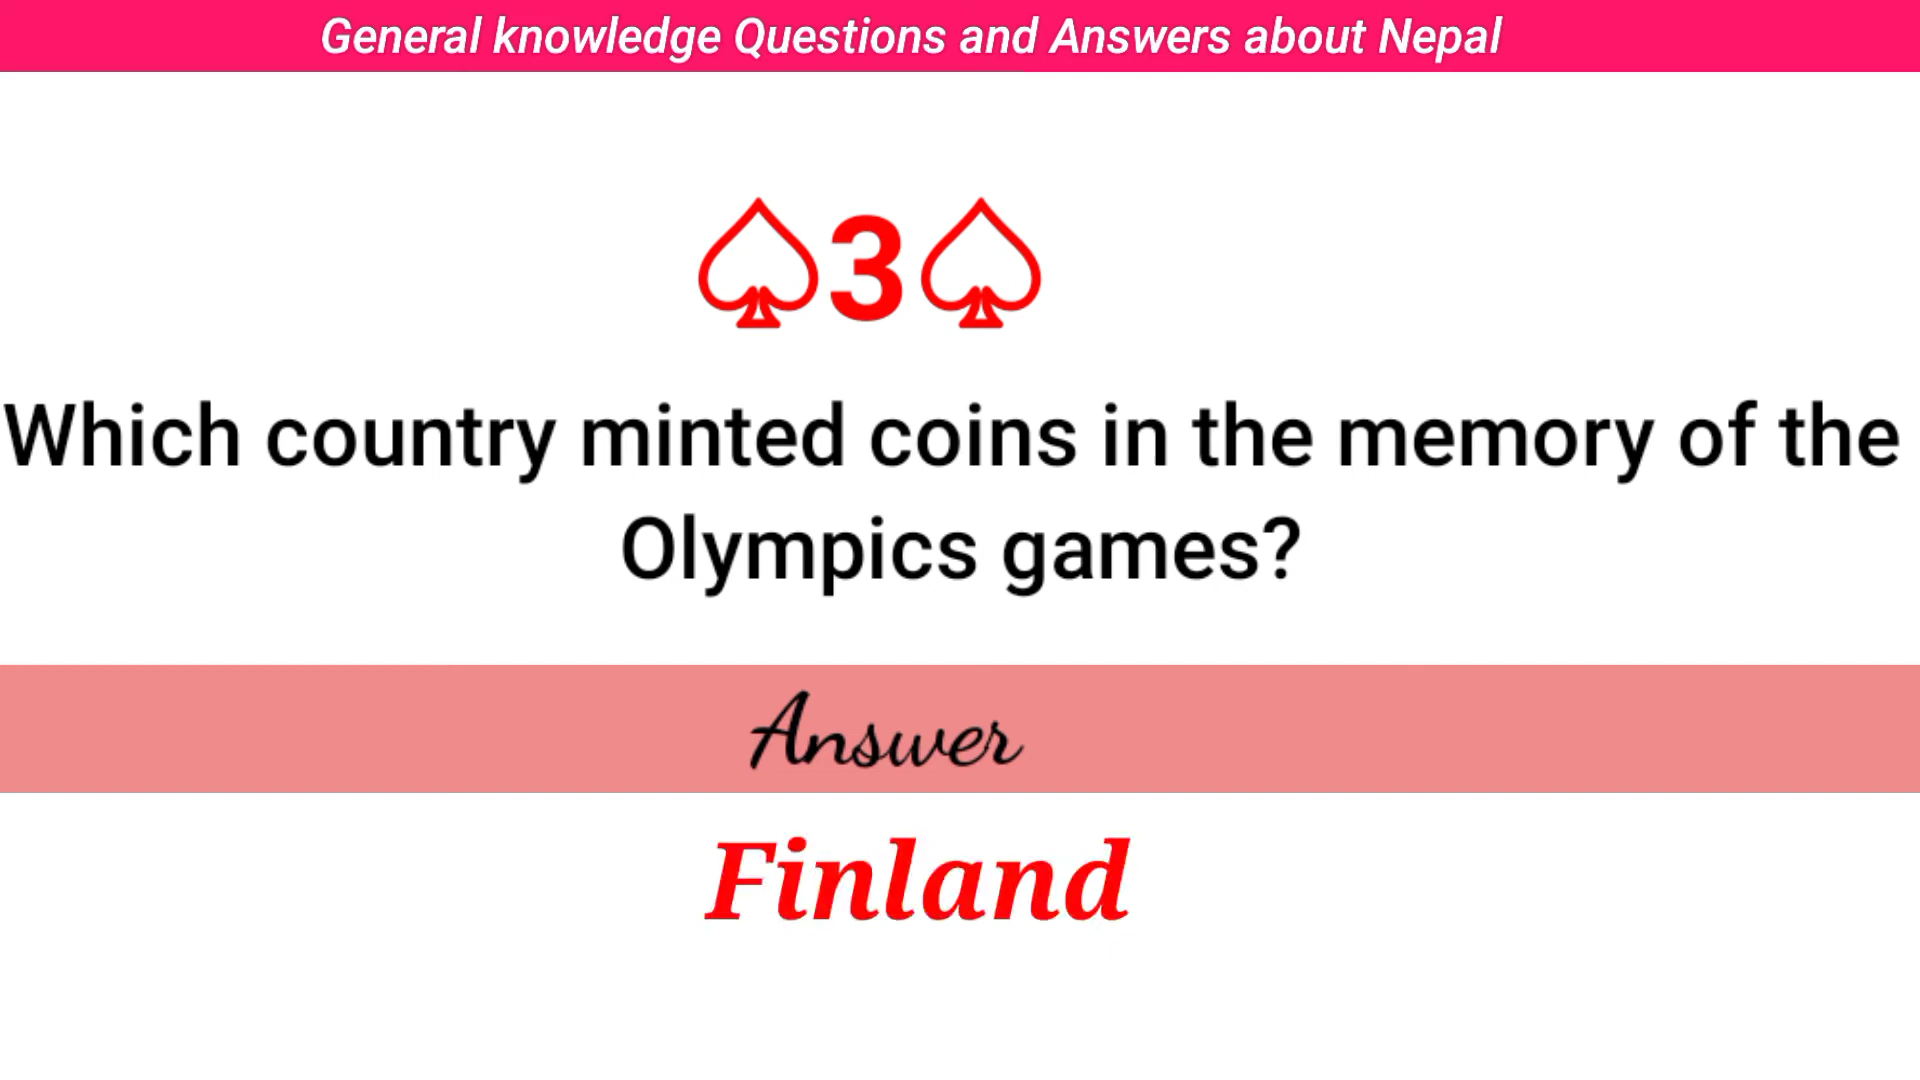 General knowledge Questions and Answers about Nepal
♤3♤
Which country minted coins in the memory of the
Olympics games?
Answer
Finland